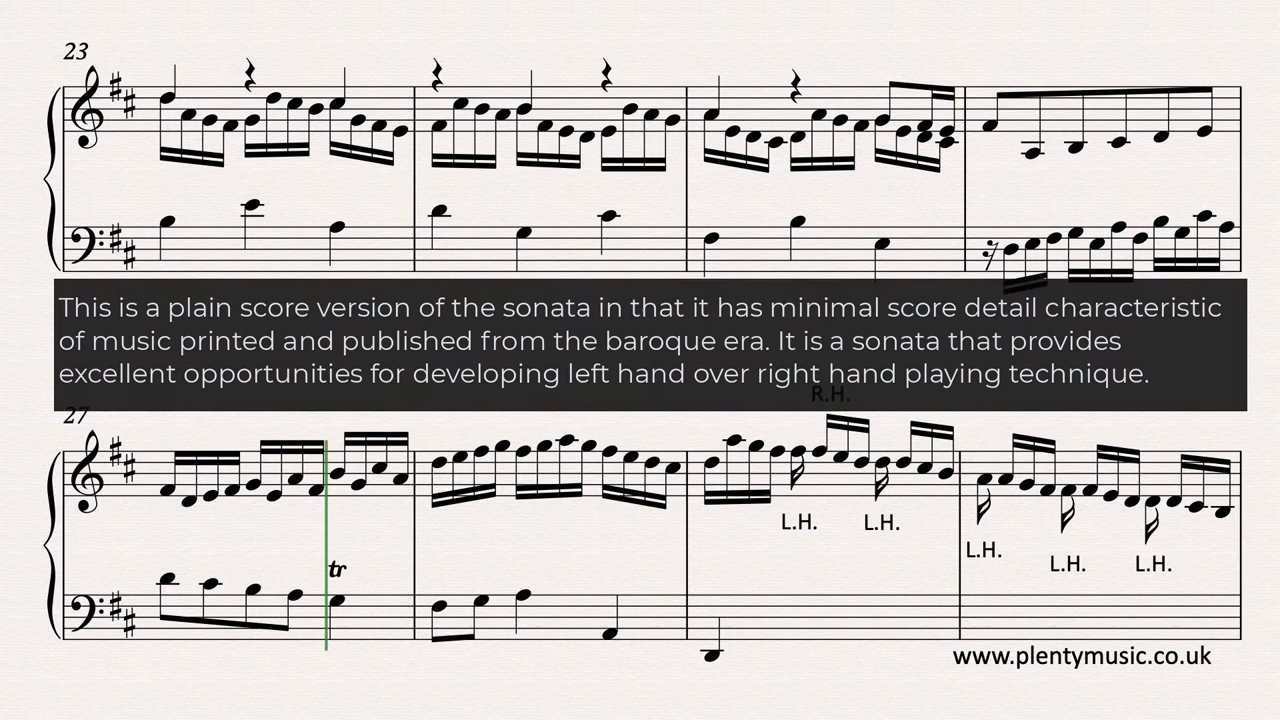 23
This is a plain score version of the sonata in that it has minimal score detail characteristic
of music printed and published from the baroque era. It is a sonata that provides
excellent opportunities for developing left hand over right hand playing technique.
R.H.
27
L.H. L.H.
L.H. L.H. L.H.
tr
www.plentymusic.co.uk